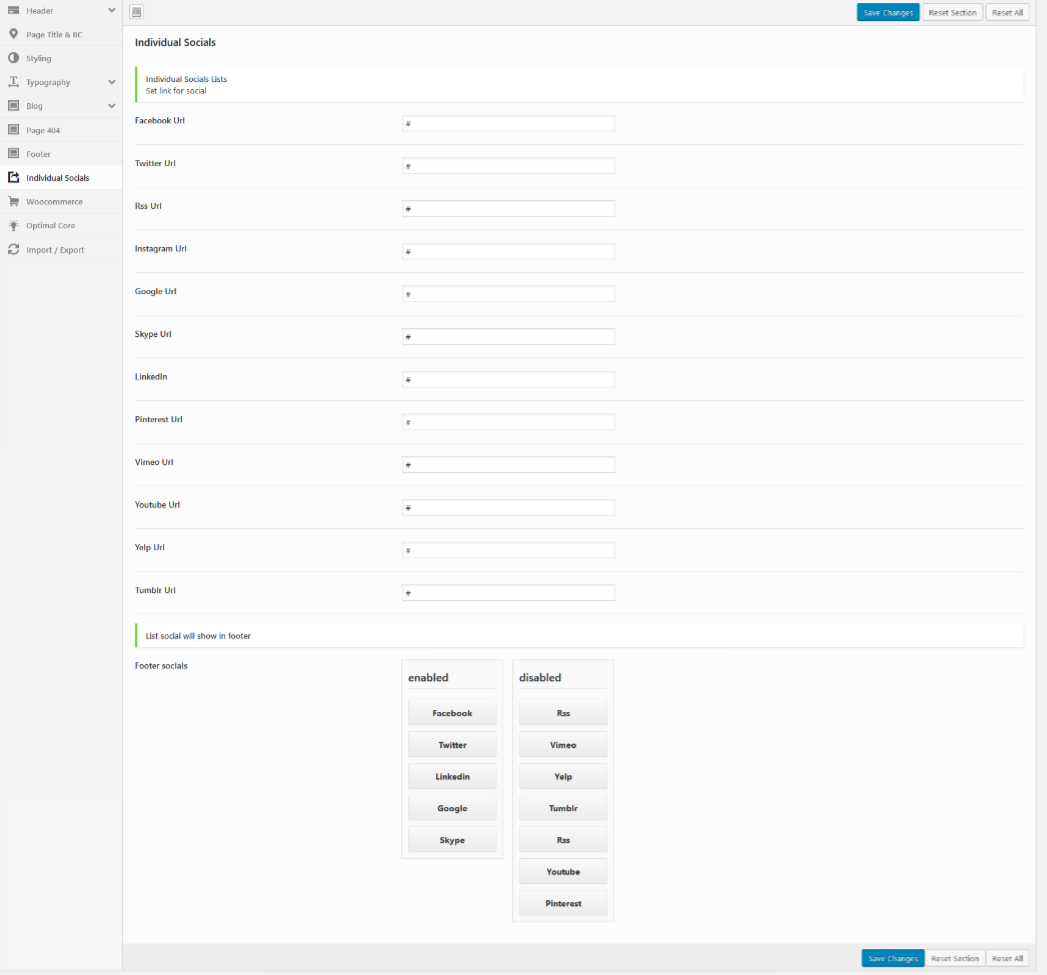 Header
Page Title & BC
Styling
Typography
Blog
Page 404
Footer
Individual Socials
Woocommerce
Optimal Core
Import / Export
Save Changes Reset Section Reset All
Individual Socials
Individual Socials Lists
Set link for social
Facebook Url #
Twitter Url #
Rss Url #
Instagram Url #
Google Url #
Skype Url #
Linkedin #
Pinterest Url #
Vimeo Url #
Youtube Url #
Yelp Url #
Tumblr Url #
List social will show in footer
Footer socials
enabled
Facebook
Twitter
Linkedin
Google
Skype
disabled
Rss
Vimeo
Yelp
Tumblr
Rss
Youtube
Pinterest
Save Changes Reset Section Reset All